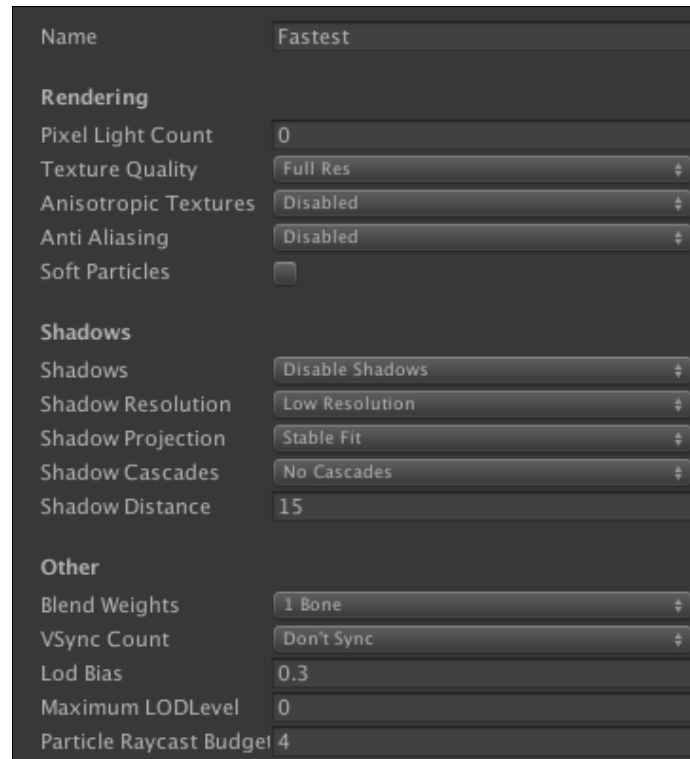 Name Fastest
Rendering
Pixel Light Count 0
Texture Quality Full Res
Anisotropic Textures Disabled
Anti Aliasing Disabled
Soft Particles
Shadows
Shadows Disable Shadows
Shadow Resolution Low Resolution
Shadow Projection Stable Fit
Shadow Cascades No Cascades
Shadow Distance 15
Other
Blend Weights 1 Bone
VSync Count Don't Sync
Lod Bias 0.3
Maximum LODLevel 0
Particle Raycast Budget 4